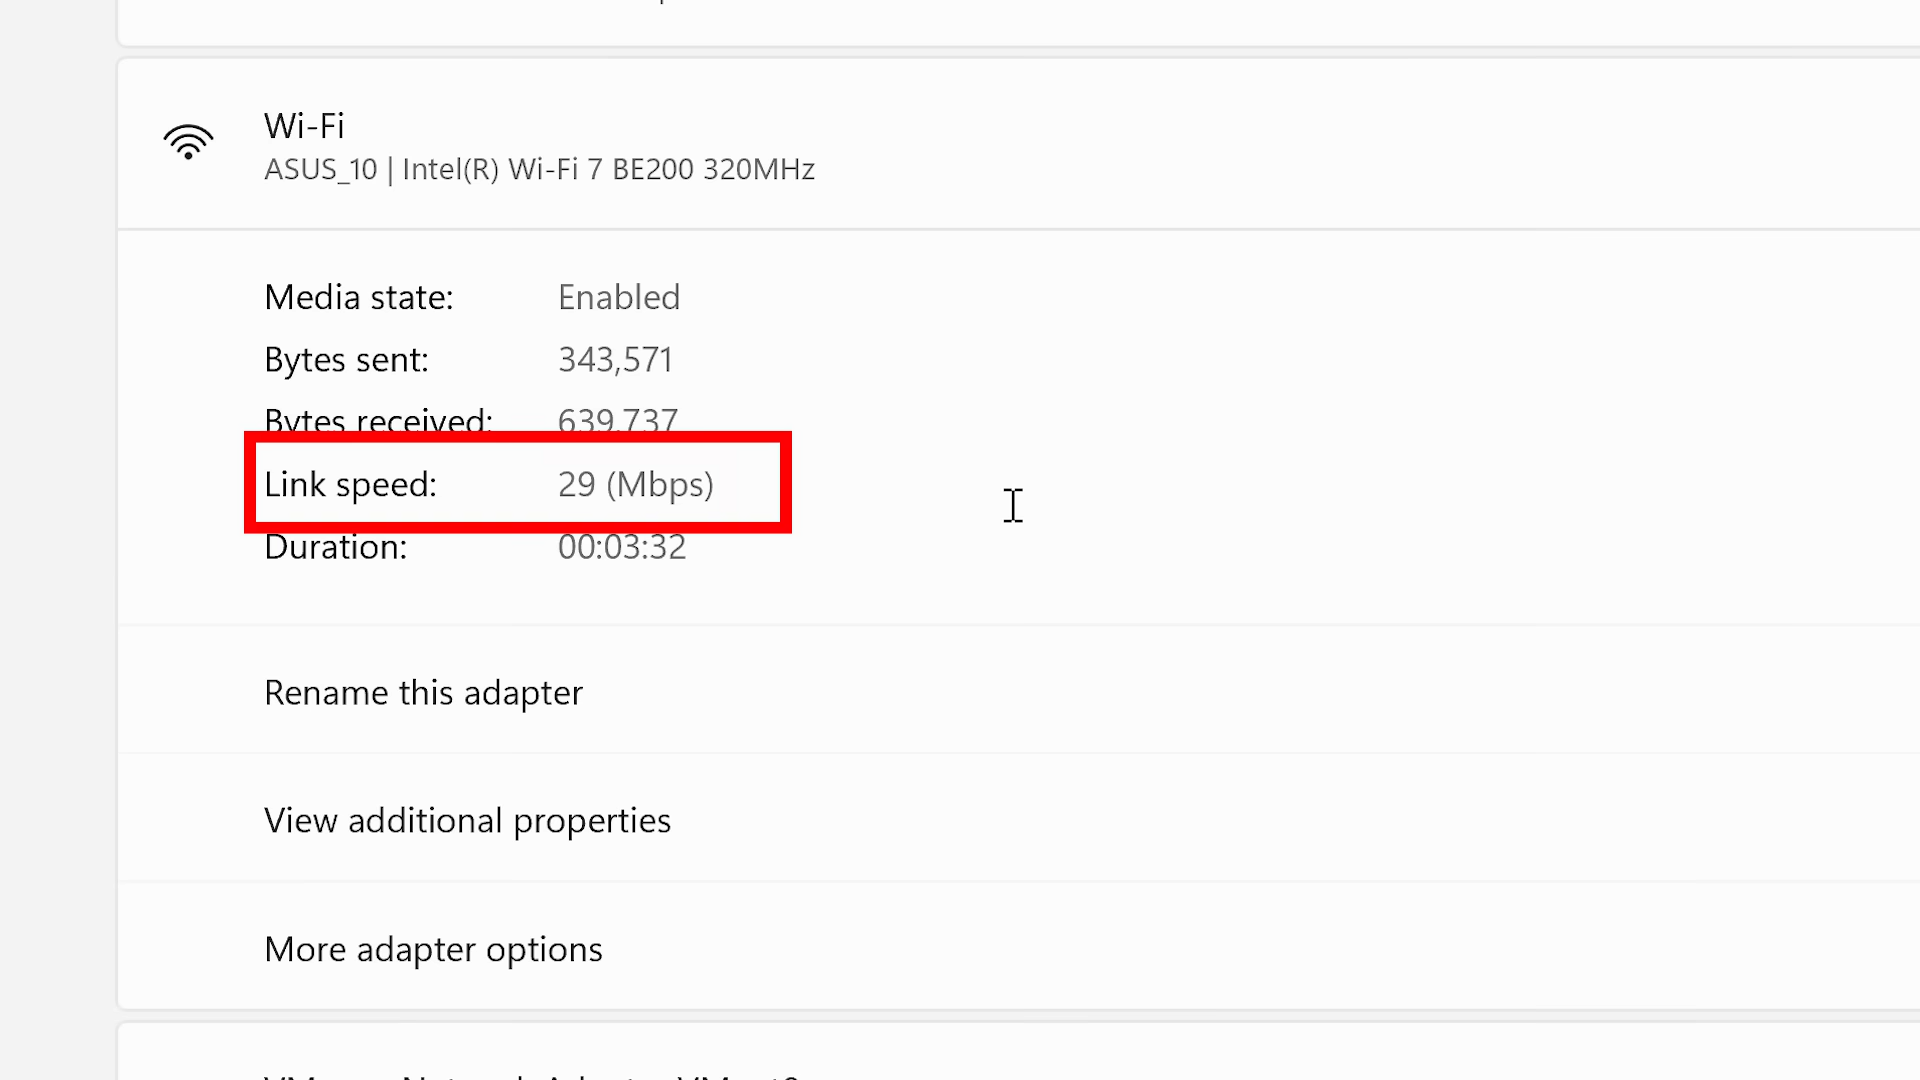 Wi-Fi
ASUS_10 | Intel(R) Wi-Fi 7 BE200 320MHz
Media state: Enabled
Bytes sent: 343,571
Bytes received: 639,737
Link speed: 29 (Mbps)
Duration: 00:03:32
Rename this adapter
View additional properties
More adapter options